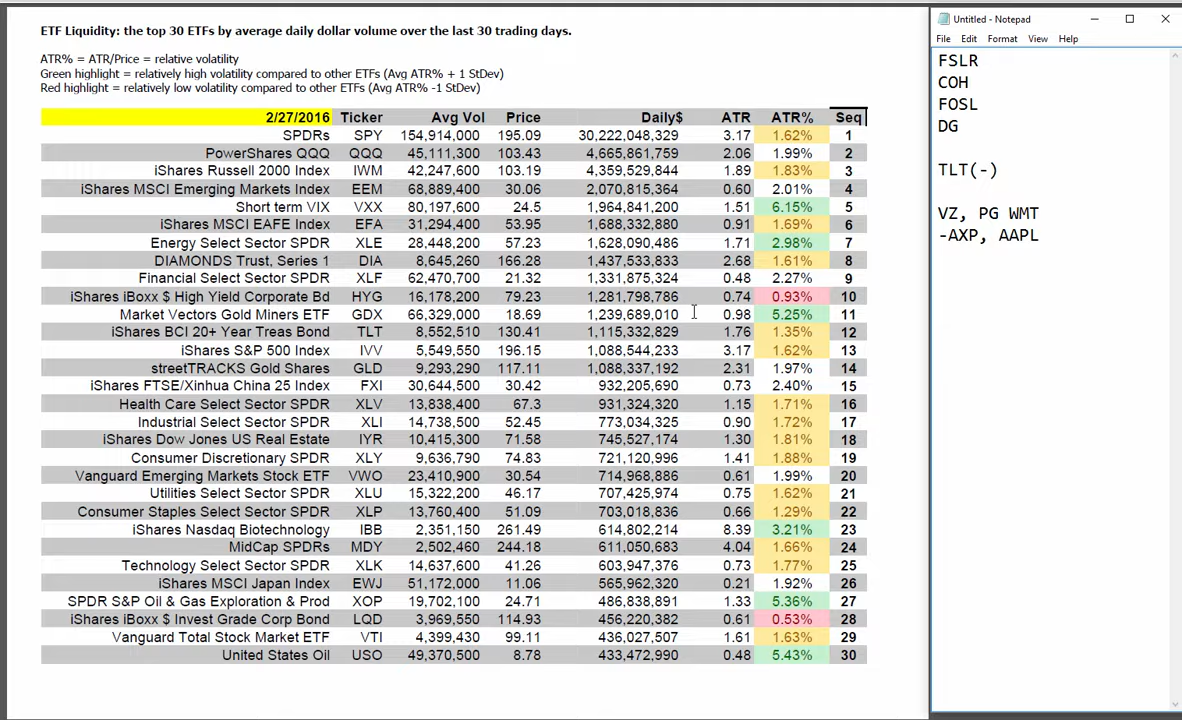 ETF Liquidity: the top 30 ETFs by average daily dollar volume over the last 30 trading days.
ATR% = ATR/Price = relative volatility
Green highlight = relatively high volatility compared to other ETFs (Avg ATR% + 1 StDev)
Red highlight = relatively low volatility compared to other ETFs (Avg ATR% -1 StDev)
2/27/2016 Ticker Avg Vol Price Daily$ ATR ATR% Seq
SPDRs SPY 154,914,000 195.09 30,222,048,329 3.17 1.62% 1
PowerShares QQQ QQQ 45,111,300 103.43 4,665,861,759 2.06 1.99% 2
iShares Russell 2000 Index IWM 42,247,600 103.19 4,359,529,844 1.89 1.83% 3
iShares MSCI Emerging Markets Index EEM 68,889,400 30.06 2,070,815,364 0.60 2.01% 4
Short term VIX VXX 80,197,600 24.5 1,964,841,200 1.51 6.15% 5
iShares MSCI EAFE Index EFA 31,294,400 53.95 1,688,332,880 0.91 1.69% 6
Energy Select Sector SPDR XLE 28,448,200 57.23 1,628,090,486 1.71 2.98% 7
DIAMONDS Trust, Series 1 DIA 8,645,260 166.28 1,437,533,833 2.68 1.61% 8
Financial Select Sector SPDR XLF 62,470,700 21.32 1,331,875,324 0.48 2.27% 9
iShares iBoxx $ High Yield Corporate Bd HYG 16,178,200 79.23 1,281,798,786 0.74 0.93% 10
Market Vectors Gold Miners ETF GDX 66,329,000 18.69 1,239,689,010 0.98 5.25% 11
iShares BCI 20+ Year Treas Bond TLT 8,552,510 130.41 1,115,332,829 1.76 1.35% 12
iShares S&P 500 Index IVV 5,549,550 196.15 1,088,544,233 3.17 1.62% 13
streetTRACKS Gold Shares GLD 9,293,290 117.11 1,088,337,192 2.31 1.97% 14
iShares FTSE/Xinhua China 25 Index FXI 30,644,500 30.42 932,205,690 0.73 2.40% 15
Health Care Select Sector SPDR XLV 13,838,400 67.3 931,324,320 1.15 1.71% 16
Industrial Select Sector SPDR XLI 14,738,500 52.45 773,034,325 0.90 1.72% 17
iShares Dow Jones US Real Estate IYR 10,415,300 71.58 745,527,174 1.30 1.81% 18
Consumer Discretionary SPDR XLY 9,636,790 74.83 721,120,996 1.41 1.88% 19
Vanguard Emerging Markets Stock ETF VWO 23,410,900 30.54 714,968,886 0.61 1.99% 20
Utilities Select Sector SPDR XLU 15,322,200 46.17 707,425,974 0.75 1.62% 21
Consumer Staples Select Sector SPDR XLP 13,760,400 51.09 703,018,836 0.66 1.29% 22
iShares Nasdaq Biotechnology IBB 2,351,150 261.49 614,802,214 8.39 3.21% 23
MidCap SPDRs MDY 2,502,460 244.18 611,050,683 4.04 1.66% 24
Technology Select Sector SPDR XLK 14,637,600 41.26 603,947,376 0.73 1.77% 25
iShares MSCI Japan Index EWJ 51,172,000 11.06 565,962,320 0.21 1.92% 26
SPDR S&P Oil & Gas Exploration & Prod XOP 19,702,100 24.71 486,838,891 1.33 5.36% 27
iShares iBoxx $ Invest Grade Corp Bond LQD 3,969,550 114.93 456,220,382 0.61 0.53% 28
Vanguard Total Stock Market ETF VTI 4,399,430 99.11 436,027,507 1.61 1.63% 29
United States Oil USO 49,370,500 8.78 433,472,990 0.48 5.43% 30
Untitled - Notepad
File Edit Format View Help
FSLR
COH
FOSL
DG
TLT(-)
VZ, PG WMT
-AXP, AAPL